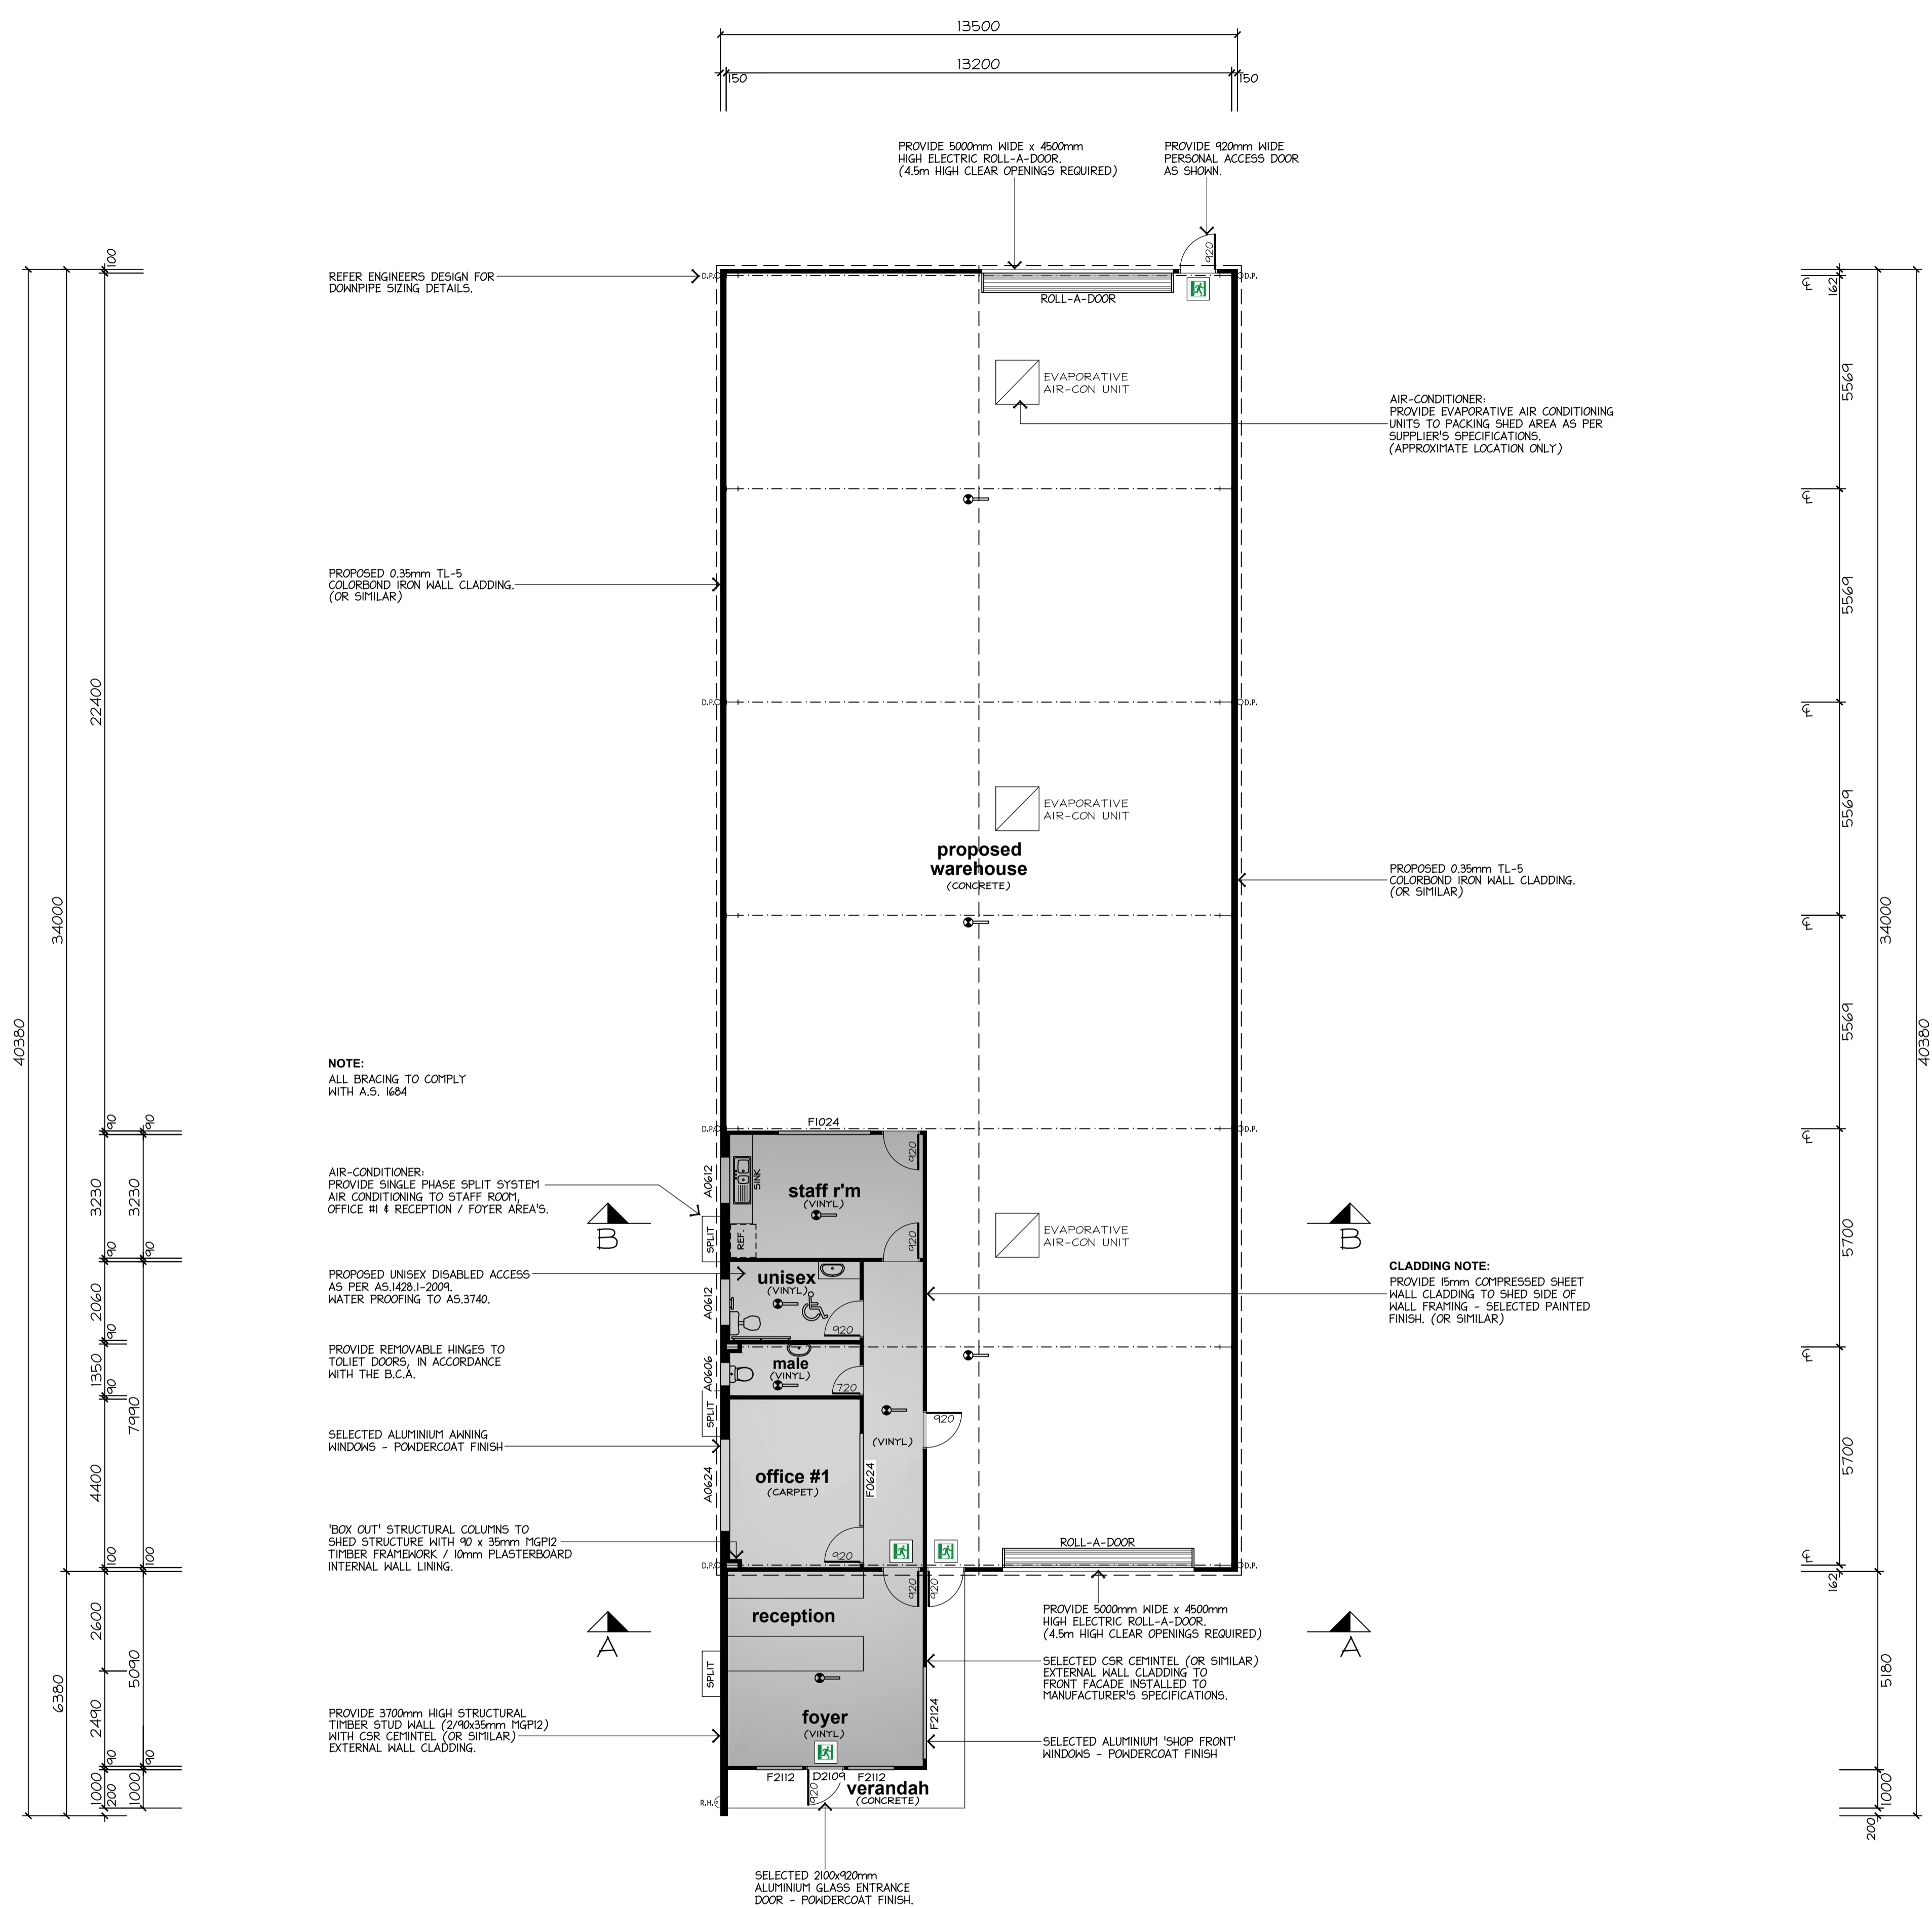 13500
13200
150
150
PROVIDE 5000mm WIDE x 4500mm
HIGH ELECTRIC ROLL-A-DOOR.
(4.5m HIGH CLEAR OPENINGS REQUIRED)
PROVIDE 920mm WIDE
PERSONAL ACCESS DOOR
AS SHOWN.
920
REFER ENGINEERS DESIGN FOR
DOWNPIPE SIZING DETAILS.
D.P.
D.P.
ROLL-A-DOOR
EVAPORATIVE
AIR-CON UNIT
AIR-CONDITIONER:
PROVIDE EVAPORATIVE AIR CONDITIONING
UNITS TO PACKING SHED AREA AS PER
SUPPLIER'S SPECIFICATIONS.
(APPROXIMATE LOCATION ONLY)
PROPOSED 0.35mm TL-5
COLORBOND IRON WALL CLADDING.
(OR SIMILAR)
D.P.
D.P.
EVAPORATIVE
AIR-CON UNIT
proposed
warehouse
(CONCRETE)
PROPOSED 0.35mm TL-5
COLORBOND IRON WALL CLADDING.
(OR SIMILAR)
NOTE:
ALL BRACING TO COMPLY
WITH A.S. 1684
D.P.
F1024
D.P.
920
AIR-CONDITIONER:
PROVIDE SINGLE PHASE SPLIT SYSTEM
AIR CONDITIONING TO STAFF ROOM,
OFFICE #1 & RECEPTION / FOYER AREA'S.
A0612
SINK
staff r'm
(VINYL)
B
SPLIT
REF.
920
EVAPORATIVE
AIR-CON UNIT
B
PROPOSED UNISEX DISABLED ACCESS
AS PER AS.1428.1-2009.
WATER PROOFING TO AS.3740.
A0612
unisex
(VINYL)
920
CLADDING NOTE:
PROVIDE 15mm COMPRESSED SHEET
WALL CLADDING TO SHED SIDE OF
WALL FRAMING - SELECTED PAINTED
FINISH. (OR SIMILAR)
PROVIDE REMOVABLE HINGES TO
TOLIET DOORS, IN ACCORDANCE
WITH THE B.C.A.
A0606
male
(VINYL)
720
SPLIT
920
(VINYL)
SELECTED ALUMINIUM AWNING
WINDOWS - POWDERCOAT FINISH
A0624
office #1
(CARPET)
F0624
'BOX OUT' STRUCTURAL COLUMNS TO
SHED STRUCTURE WITH 90 x 35mm MGP12
TIMBER FRAMEWORK / 10mm PLASTERBOARD
INTERNAL WALL LINING.
920
ROLL-A-DOOR
D.P.
D.P.
920
920
reception
A
A
PROVIDE 5000mm WIDE x 4500mm
HIGH ELECTRIC ROLL-A-DOOR.
(4.5m HIGH CLEAR OPENINGS REQUIRED)
SPLIT
SELECTED CSR CEMINTEL (OR SIMILAR)
EXTERNAL WALL CLADDING TO
FRONT FACADE INSTALLED TO
MANUFACTURER'S SPECIFICATIONS.
PROVIDE 3700mm HIGH STRUCTURAL
TIMBER STUD WALL (2/90x35mm MGP12)
WITH CSR CEMINTEL (OR SIMILAR)
EXTERNAL WALL CLADDING.
foyer
(VINYL)
F2124
SELECTED ALUMINIUM 'SHOP FRONT'
WINDOWS - POWDERCOAT FINISH
F2112
D2109
F2112
920
verandah
(CONCRETE)
R.H.
SELECTED 2100x920mm
ALUMINIUM GLASS ENTRANCE
DOOR - POWDERCOAT FINISH.
40380
34000
6380
100
22400
90
3230
90
2060
90
1350
90
4400
100
2600
2490
90
1000
200
90
3230
90
7990
100
5090
90
1000
℄
℄
℄
℄
℄
℄
℄
162
5569
5569
5569
5569
5700
5700
162
34000
5180
1000
200
40380